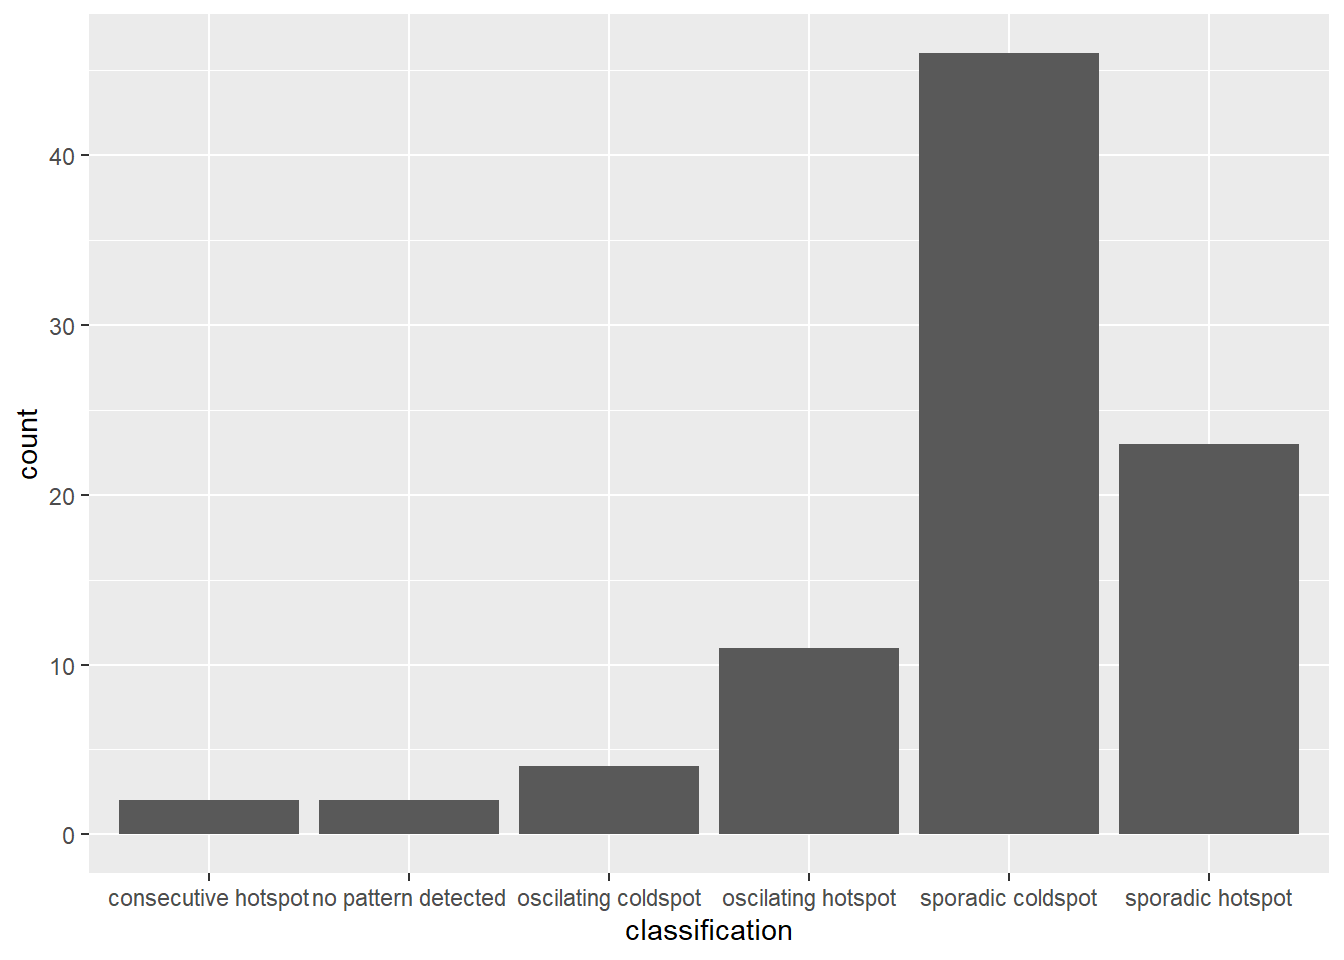 40
30
20
10
0
count
consecutive hotspot no pattern detected oscilating coldspot oscilating hotspot sporadic coldspot sporadic hotspot
classification